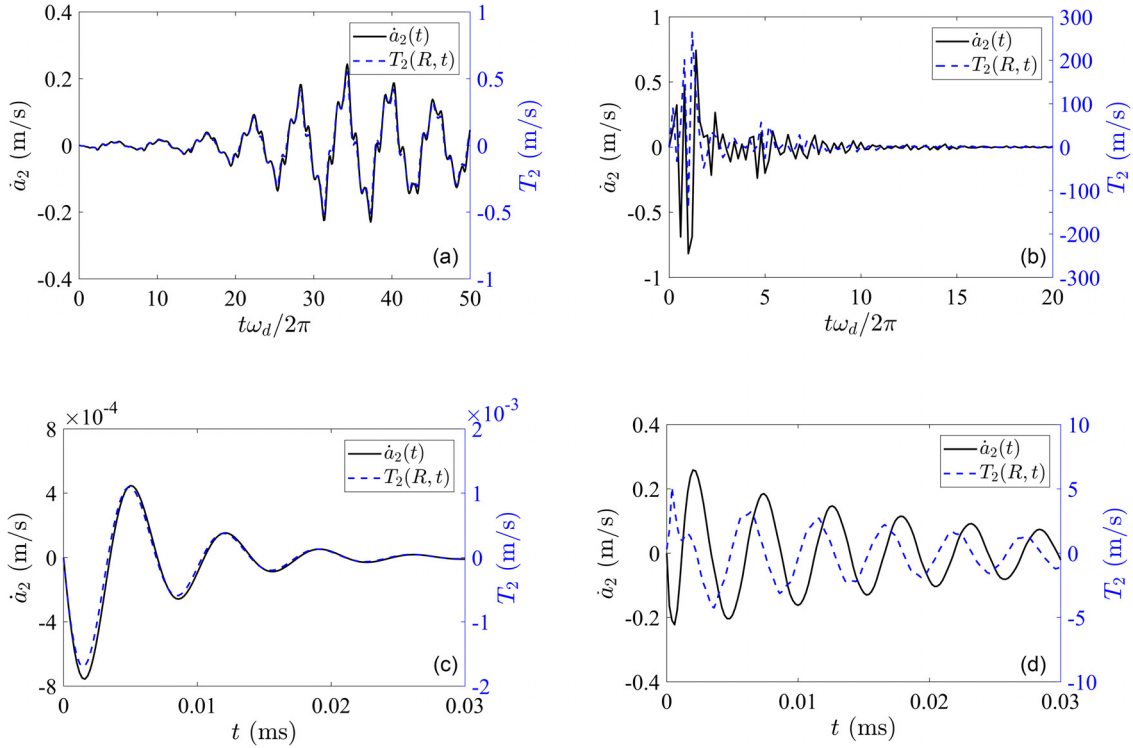 ȧ₂(t)
T₂(R, t)
0.4
0.2
0
-0.2
-0.4
ȧ₂ (m/s)
1
0.5
0
-0.5
-1
T₂ (m/s)
0 10 20 30 40 50
tω_d/2π
(a)
ȧ₂(t)
T₂(R, t)
1
0.5
0
-0.5
-1
ȧ₂ (m/s)
300
200
100
0
-100
-200
-300
T₂ (m/s)
0 5 10 15 20
tω_d/2π
(b)
×10⁻⁴
×10⁻³
ȧ₂(t)
T₂(R, t)
8
4
0
-4
-8
ȧ₂ (m/s)
2
1
0
-1
-2
T₂ (m/s)
0 0.01 0.02 0.03
t (ms)
(c)
ȧ₂(t)
T₂(R, t)
0.4
0.2
0
-0.2
-0.4
ȧ₂ (m/s)
10
5
0
-5
-10
T₂ (m/s)
0 0.01 0.02 0.03
t (ms)
(d)